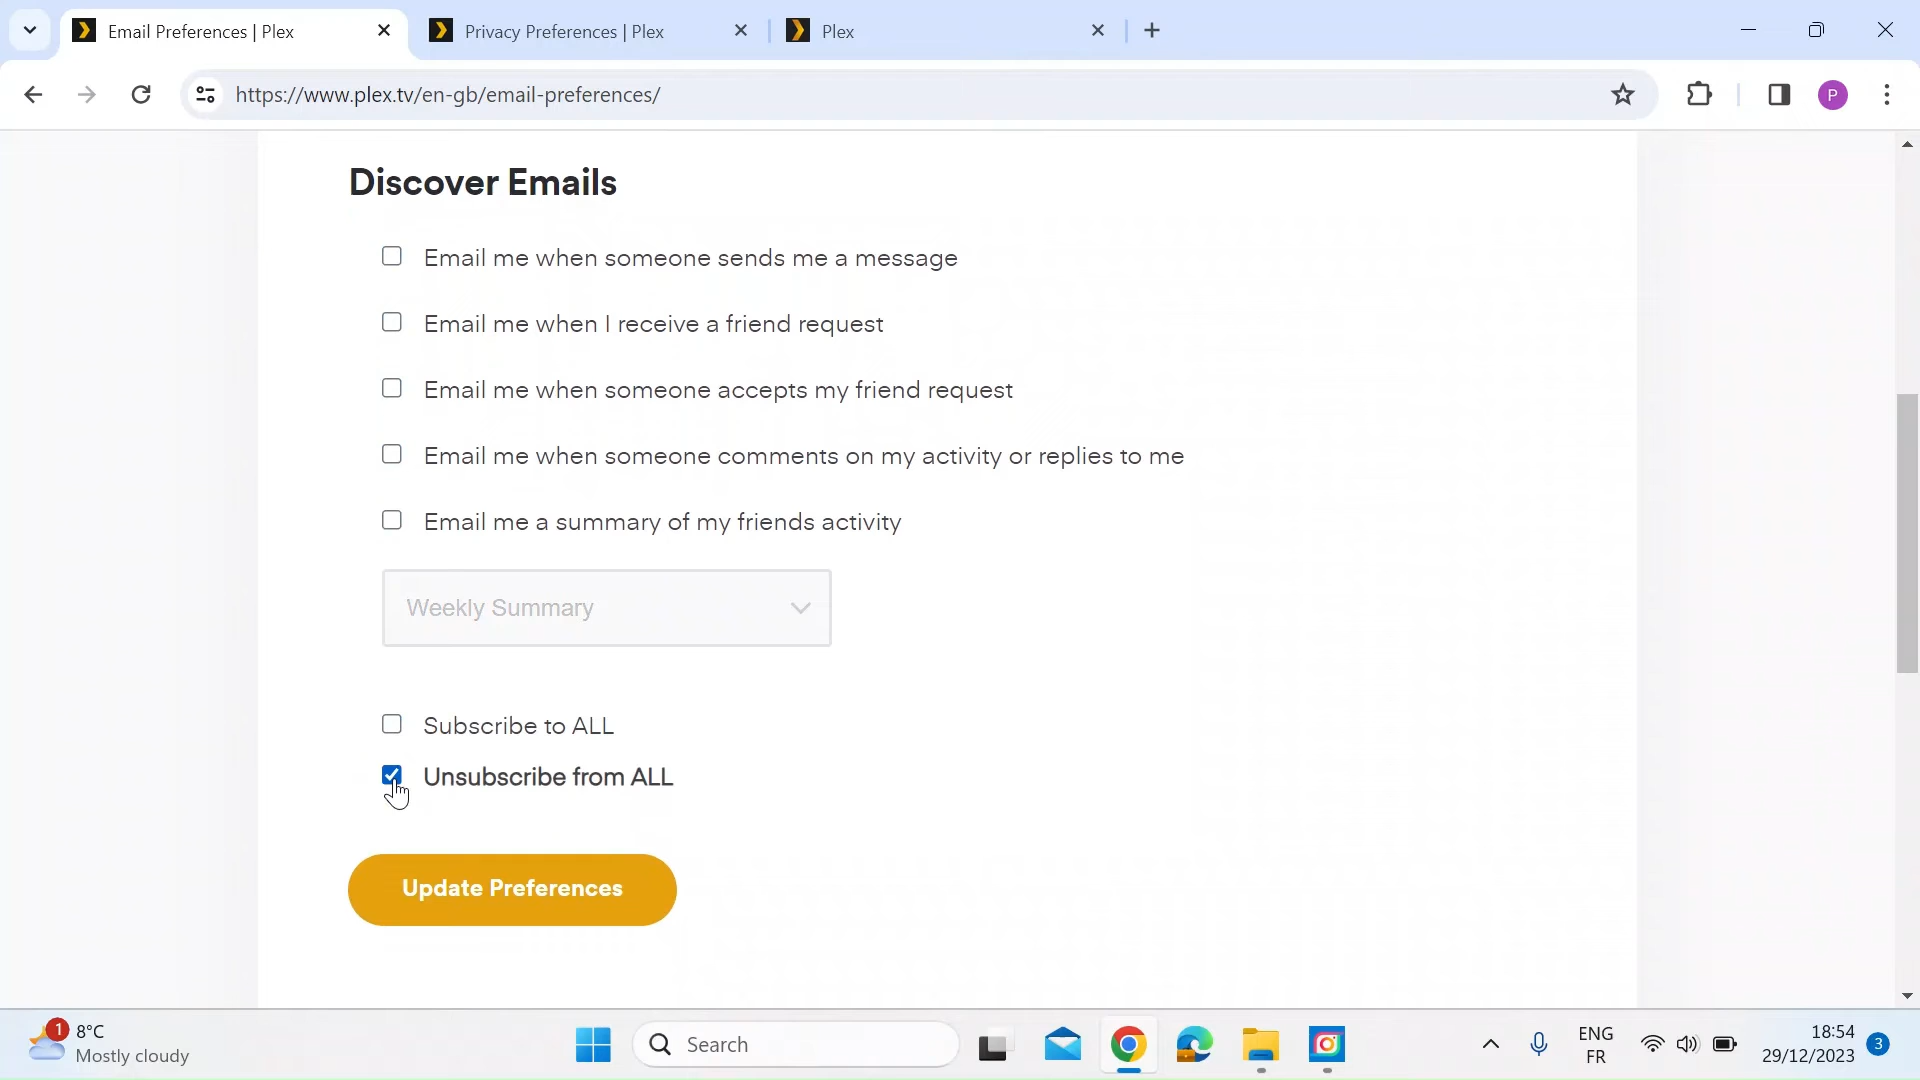 Email Preferences | Plex
Privacy Preferences | Plex
Plex
https://www.plex.tv/en-gb/email-preferences/
P
Discover Emails
Email me when someone sends me a message
Email me when I receive a friend request
Email me when someone accepts my friend request
Email me when someone comments on my activity or replies to me
Email me a summary of my friends activity
Weekly Summary
Subscribe to ALL
Unsubscribe from ALL
Update Preferences
1
8°C
Mostly cloudy
Search
ENG
FR
18:54
29/12/2023
3